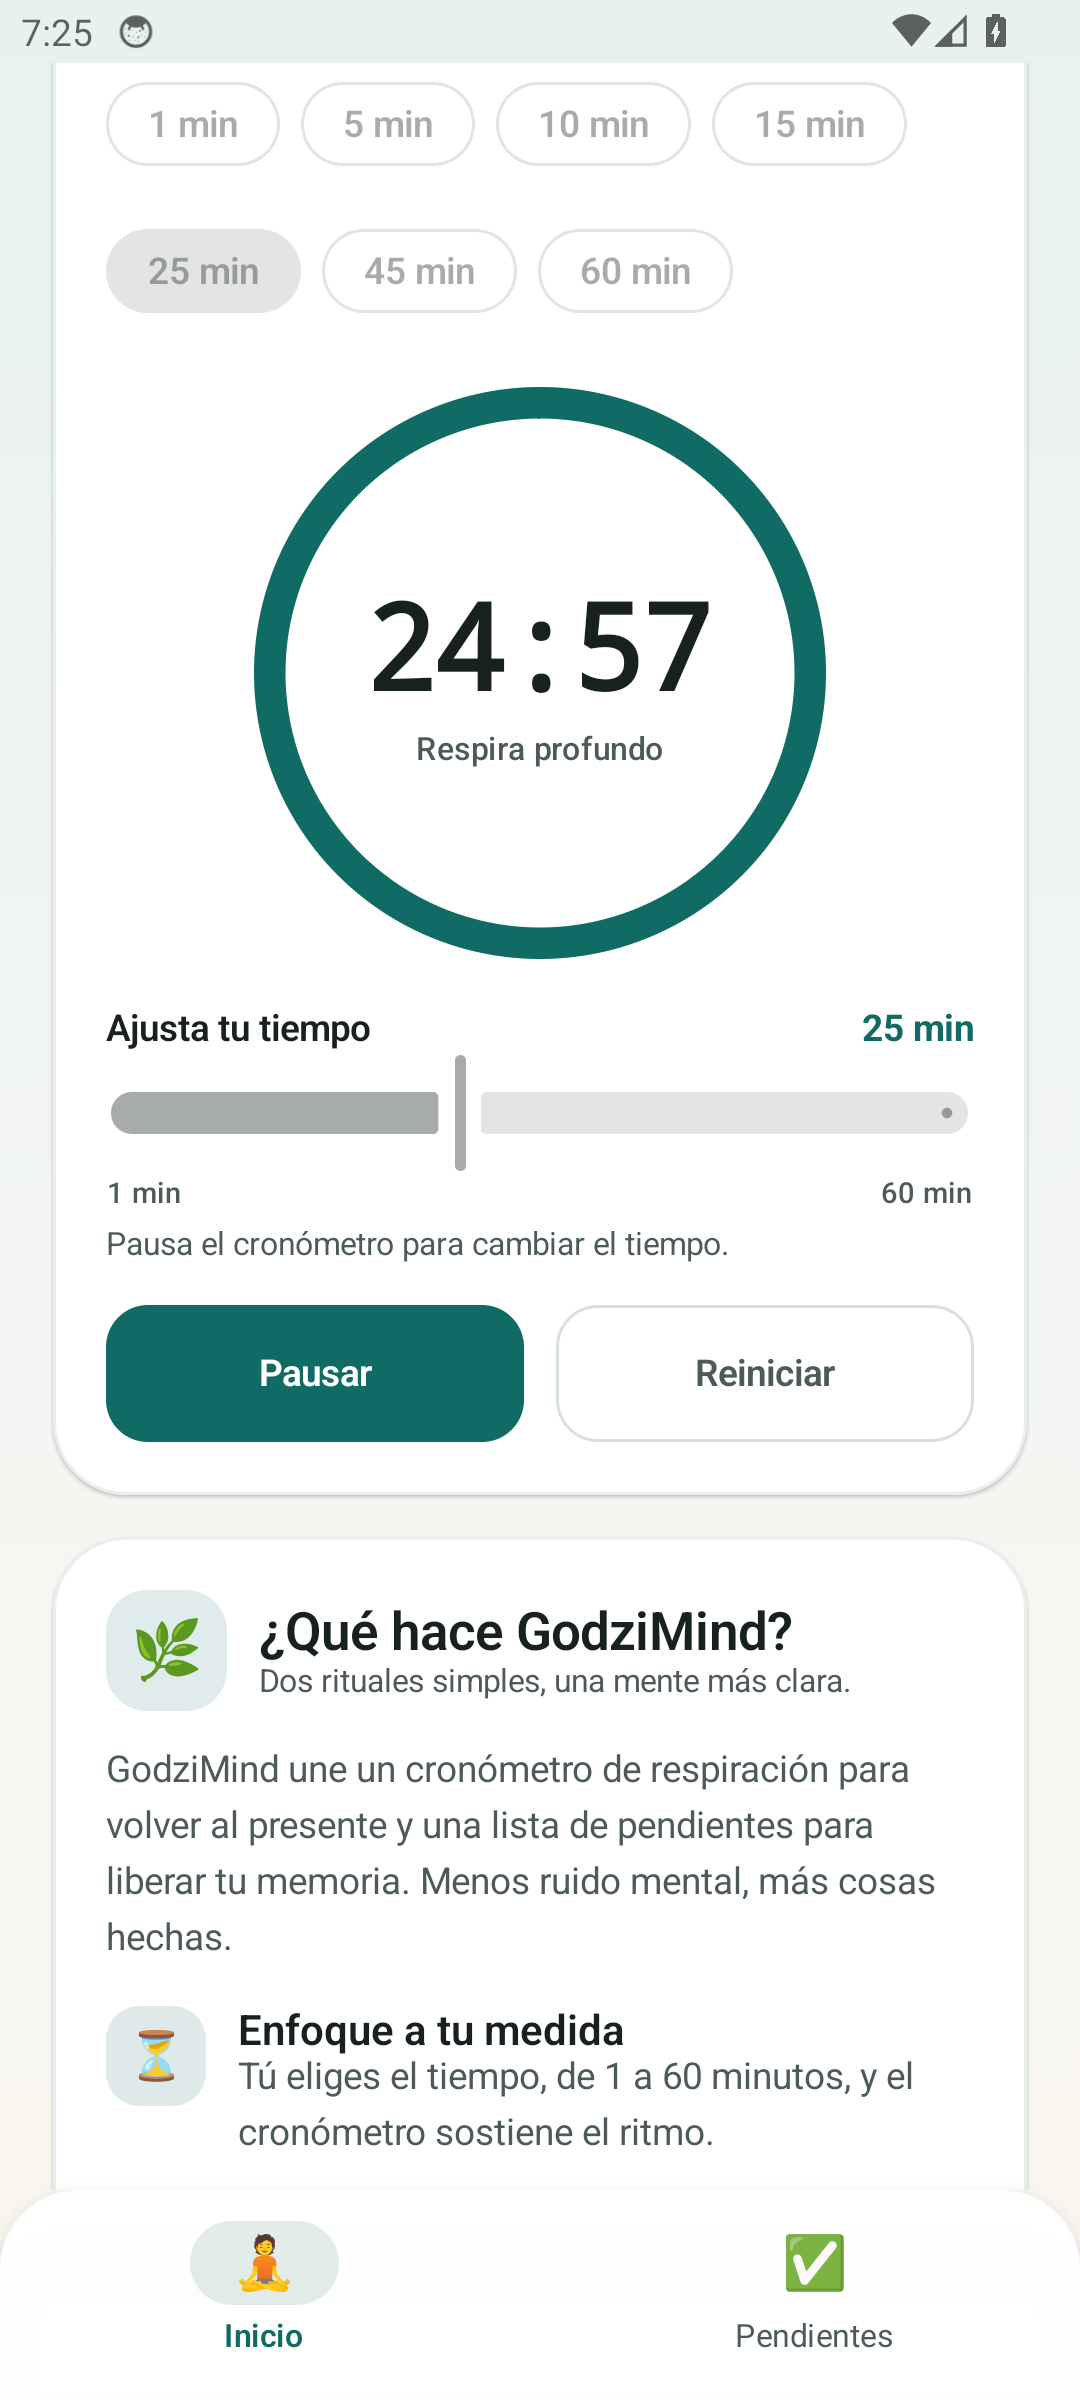 7:25
1 min
5 min
10 min
15 min
25 min
45 min
60 min
24:57
Respira profundo
Ajusta tu tiempo
25 min
1 min
60 min
Pausa el cronómetro para cambiar el tiempo.
Pausar
Reiniciar
¿Qué hace GodziMind?
Dos rituales simples, una mente más clara.
GodziMind une un cronómetro de respiración para
volver al presente y una lista de pendientes para
liberar tu memoria. Menos ruido mental, más cosas
hechas.
Enfoque a tu medida
Tú eliges el tiempo, de 1 a 60 minutos, y el
cronómetro sostiene el ritmo.
Inicio
Pendientes